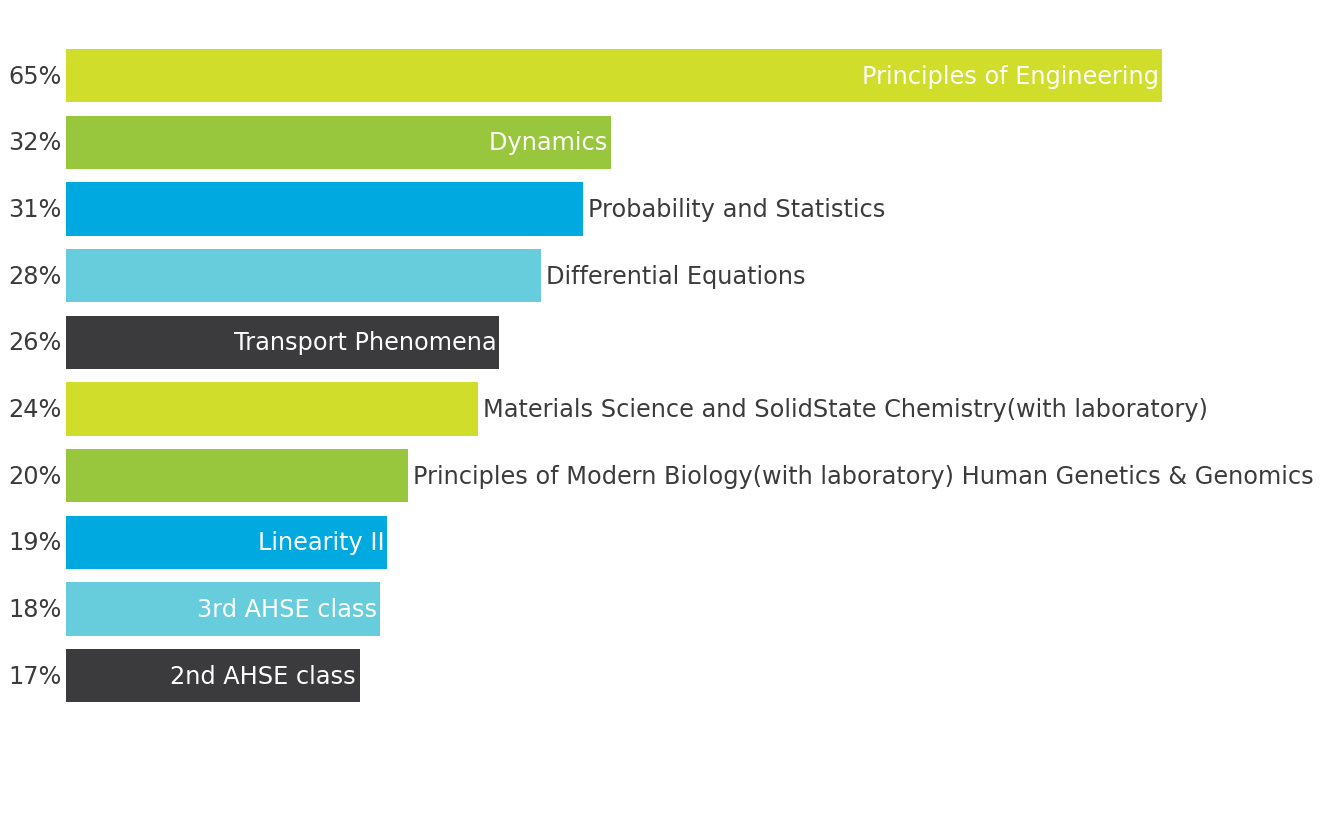 65% Principles of Engineering
32% Dynamics
31% Probability and Statistics
28% Differential Equations
26% Transport Phenomena
24% Materials Science and SolidState Chemistry(with laboratory)
20% Principles of Modern Biology(with laboratory) Human Genetics & Genomics
19% Linearity II
18% 3rd AHSE class
17% 2nd AHSE class